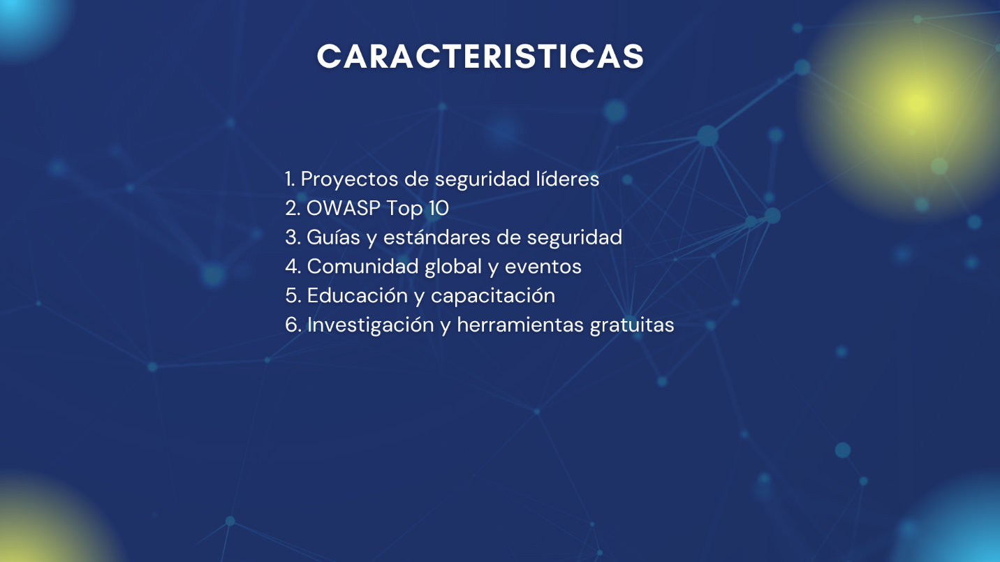 CARACTERISTICAS
1. Proyectos de seguridad líderes
2. OWASP Top 10
3. Guías y estándares de seguridad
4. Comunidad global y eventos
5. Educación y capacitación
6. Investigación y herramientas gratuitas